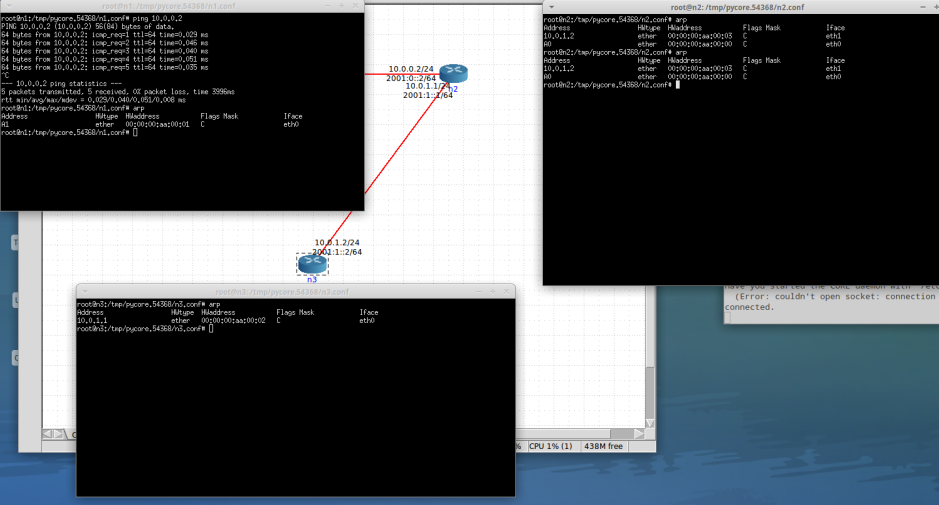 root@n1: /tmp/pycore.54368/n1.conf
root@n1:/tmp/pycore.54368/n1.conf# ping 10.0.0.2
PING 10.0.0.2 (10.0.0.2) 56(84) bytes of data.
64 bytes from 10.0.0.2: icmp_req=1 ttl=64 time=0.029 ms
64 bytes from 10.0.0.2: icmp_req=2 ttl=64 time=0.046 ms
64 bytes from 10.0.0.2: icmp_req=3 ttl=64 time=0.040 ms
64 bytes from 10.0.0.2: icmp_req=4 ttl=64 time=0.051 ms
64 bytes from 10.0.0.2: icmp_req=5 ttl=64 time=0.035 ms
^C
--- 10.0.0.2 ping statistics ---
5 packets transmitted, 5 received, 0% packet loss, time 3996ms
rtt min/avg/max/mdev = 0.029/0.040/0.051/0.008 ms
root@n1:/tmp/pycore.54368/n1.conf# arp
Address HWtype HWaddress Flags Mask Iface
A1 ether 00:00:00:aa:00:01 C eth0
root@n1:/tmp/pycore.54368/n1.conf#
root@n2: /tmp/pycore.54368/n2.conf
root@n2:/tmp/pycore.54368/n2.conf# arp
Address HWtype HWaddress Flags Mask Iface
10.0.1.2 ether 00:00:00:aa:00:03 C eth1
A0 ether 00:00:00:aa:00:00 C eth0
root@n2:/tmp/pycore.54368/n2.conf# arp
Address HWtype HWaddress Flags Mask Iface
10.0.1.2 ether 00:00:00:aa:00:03 C eth1
A0 ether 00:00:00:aa:00:00 C eth0
root@n2:/tmp/pycore.54368/n2.conf#
10.0.0.2/24
2001:0::2/64
10.0.1.1/24
2001:1::1/64
n2
10.0.1.2/24
2001:1::2/64
n3
root@n3: /tmp/pycore.54368/n3.conf
root@n3:/tmp/pycore.54368/n3.conf# arp
Address HWtype HWaddress Flags Mask Iface
10.0.1.1 ether 00:00:00:aa:00:02 C eth0
root@n3:/tmp/pycore.54368/n3.conf#
have you started the CORE daemon with
(Error: couldn't open socket: connection
connected.
% CPU 1% (1) 438M free